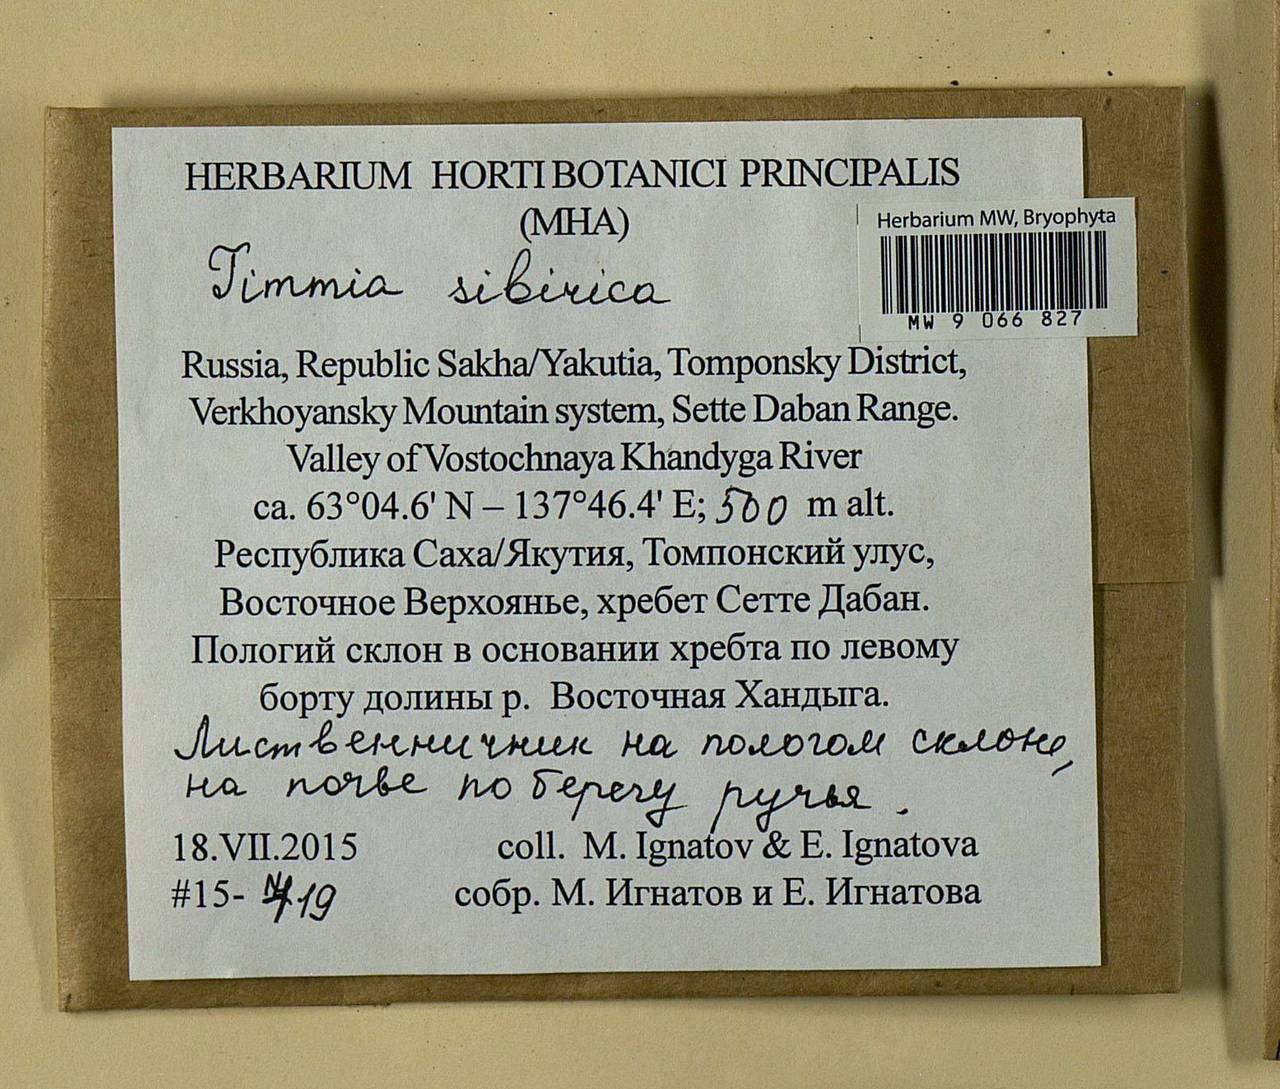 HERBARIUM HORTI BOTANICI PRINCIPALIS
(MHA)
Herbarium MW, Bryophyta
MW 9 066 827
Timmia sibirica
Russia, Republic Sakha/Yakutia, Tomponsky District,
Verkhoyansky Mountain system, Sette Daban Range.
Valley of Vostochnaya Khandyga River
ca. 63°04.6' N – 137°46.4' E; 500 m alt.
Республика Саха/Якутия, Томпонский улус,
Восточное Верхоянье, хребет Сетте Дабан.
Пологий склон в основании хребта по левому
борту долины р. Восточная Хандыга.
Лиственничник на пологом склоне,
на почве по берегу ручья.
18.VII.2015 coll. M. Ignatov & E. Ignatova
#15- 19 собр. М. Игнатов и Е. Игнатова